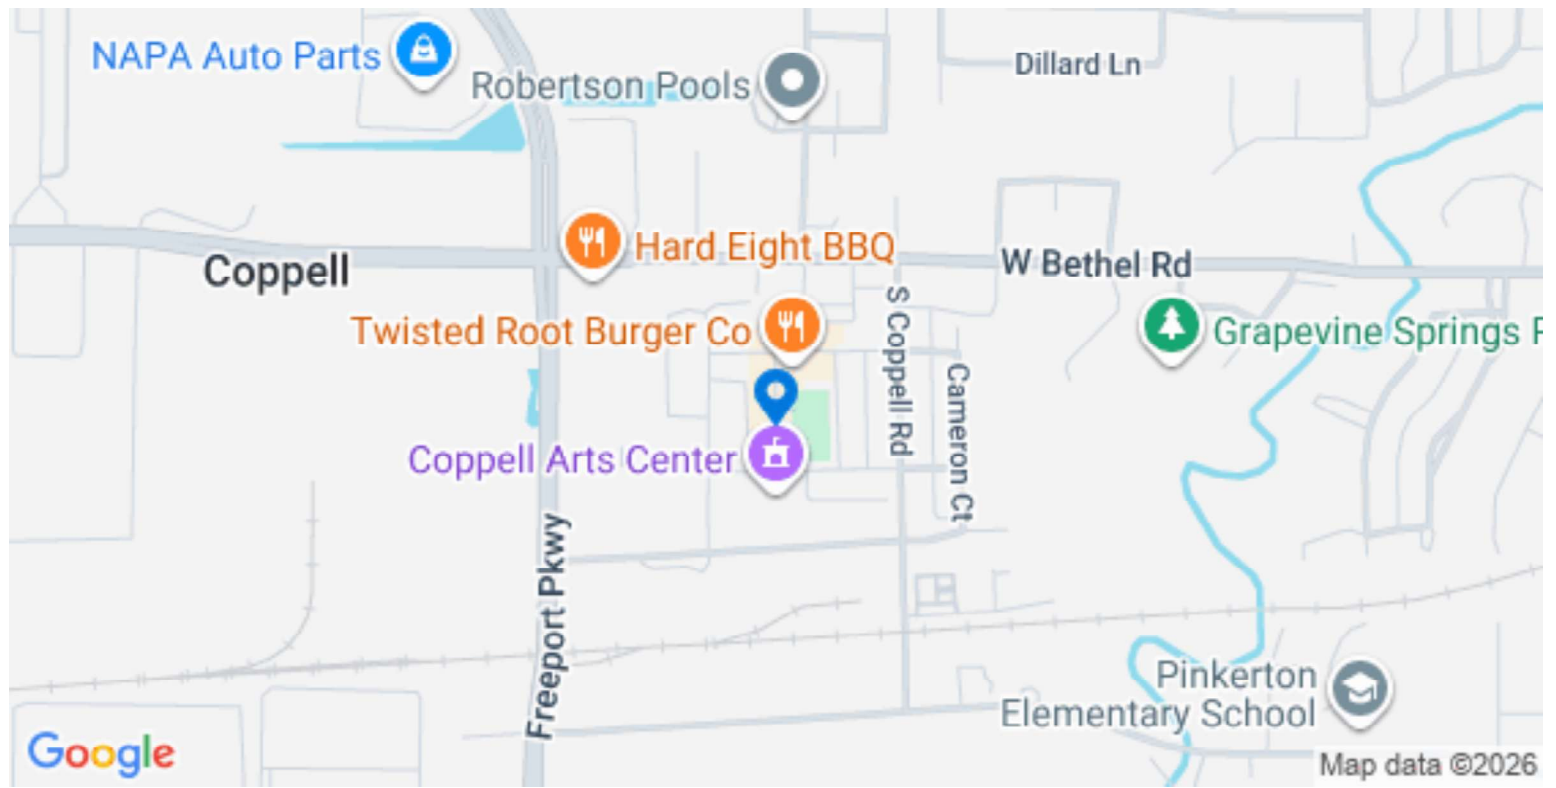 NAPA Auto Parts
Robertson Pools
Dillard Ln
Hard Eight BBQ
Coppell
W Bethel Rd
Twisted Root Burger Co
S Coppell Rd
Grapevine Springs P
Cameron Ct
Coppell Arts Center
Freeport Pkwy
Pinkerton
Elementary School
Google
Map data ©2026